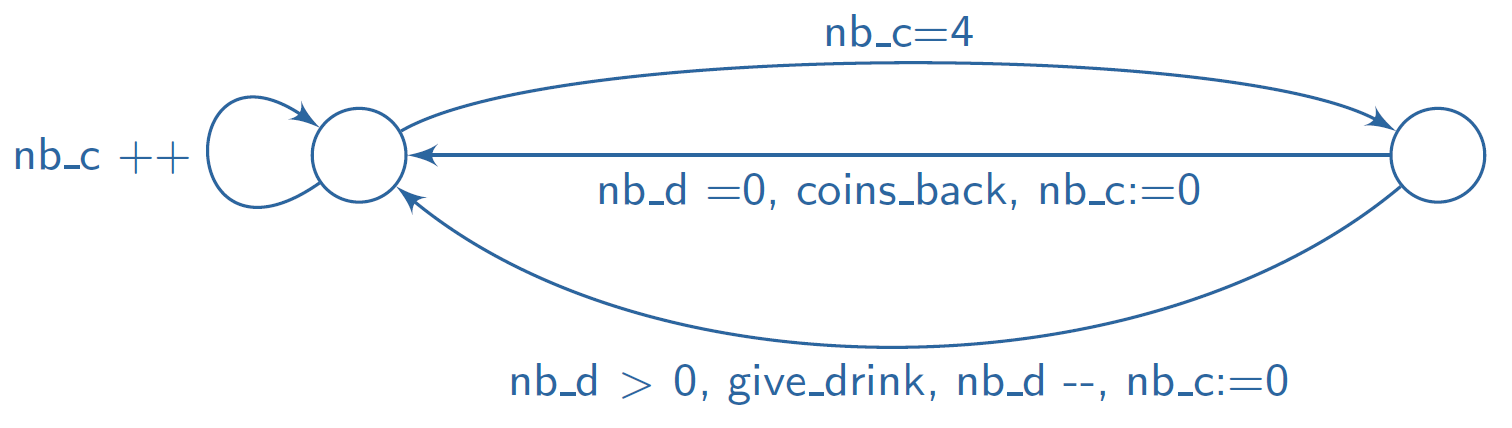 nb_c=4
nb_c ++
nb_d =0, coins_back, nb_c:=0
nb_d > 0, give_drink, nb_d --, nb_c:=0